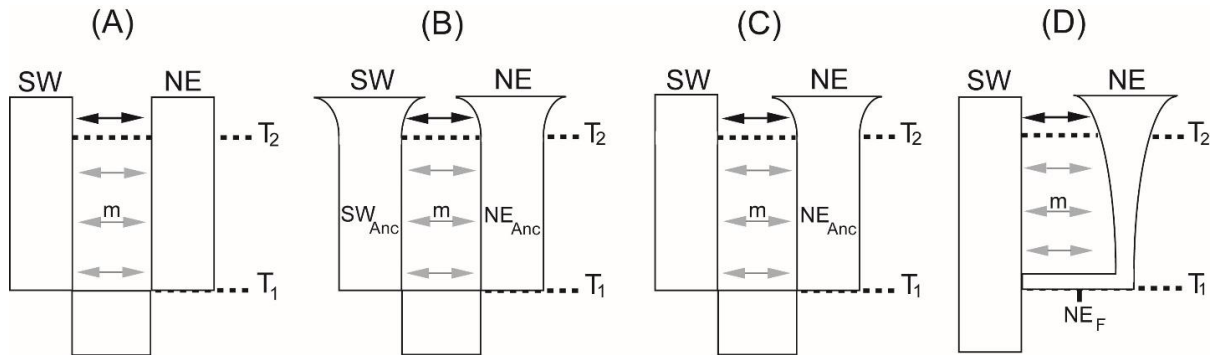 (A) (B) (C) (D)
SW NE SW NE SW NE SW NE
T2 T2 T2 T2
m SWAnc m NEAnc m NEAnc m
T1 T1 T1 T1
NEF